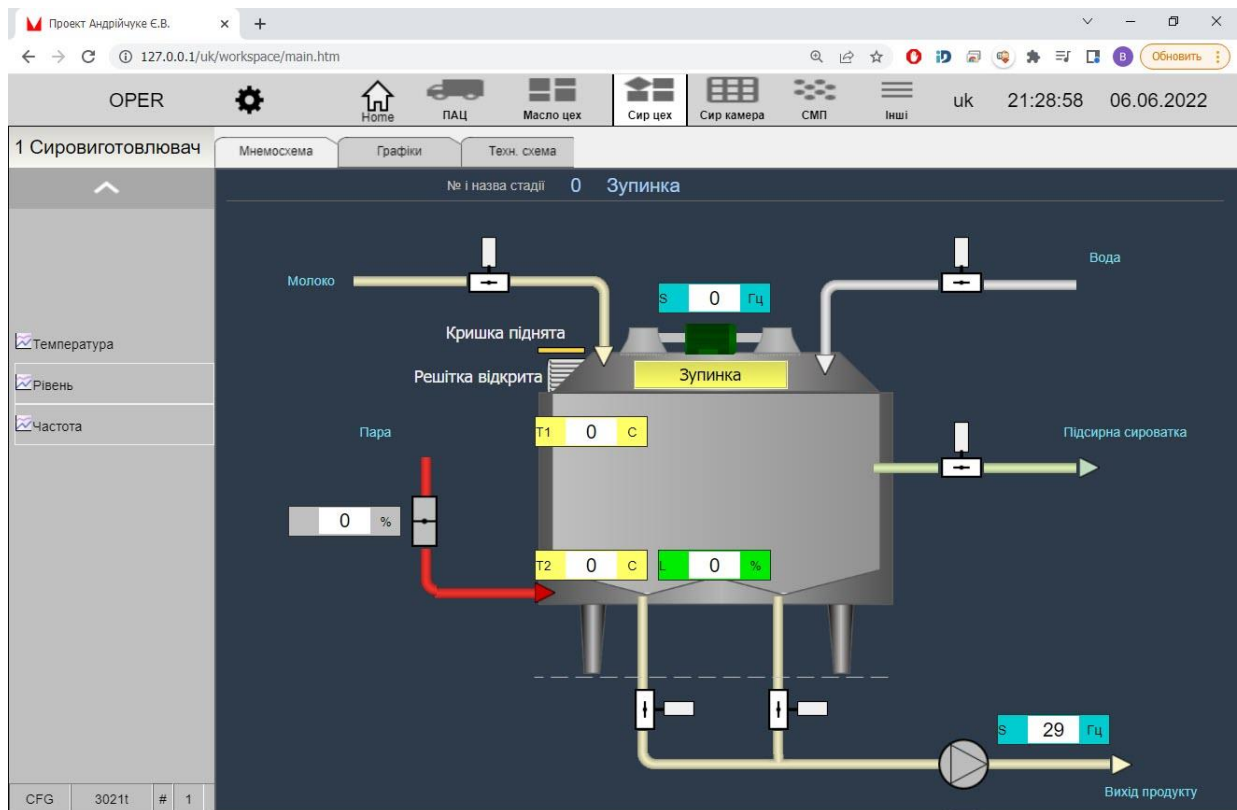 Проект Андрійчуке Є.В.
127.0.0.1/uk/workspace/main.htm
B Обновить
OPER
Home
ПАЦ
Масло цех
Сир цех
Сир камера
СМП
Інші
uk
21:28:58
06.06.2022
1 Сировиготовлювач
Мнемосхема
Графіки
Техн. схема
№ і назва стадії 0 Зупинка
Молоко
Вода
S 0 Гц
Кришка піднята
Решітка відкрита
Зупинка
Температура
Рівень
Частота
Пара
T1 0 C
Підсирна сироватка
0 %
T2 0 C
L 0 %
S 29 Гц
Вихід продукту
CFG 3021t # 1